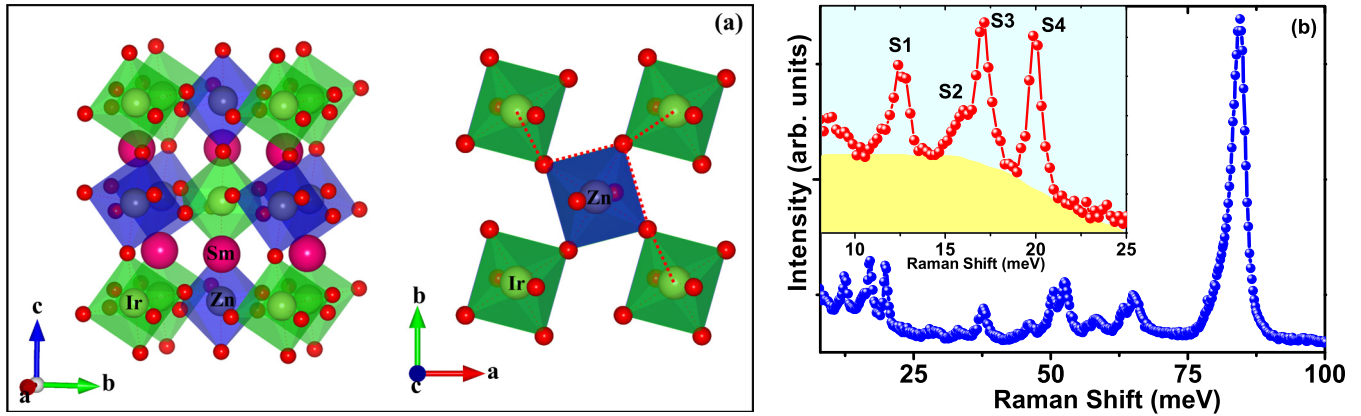 (a)
Sm
Ir
Zn
c
b
a
Zn
Ir
b
a
c
(b)
Intensity (arb. units)
S1
S2
S3
S4
10 15 20 25
Raman Shift (meV)
25 50 75 100
Raman Shift (meV)